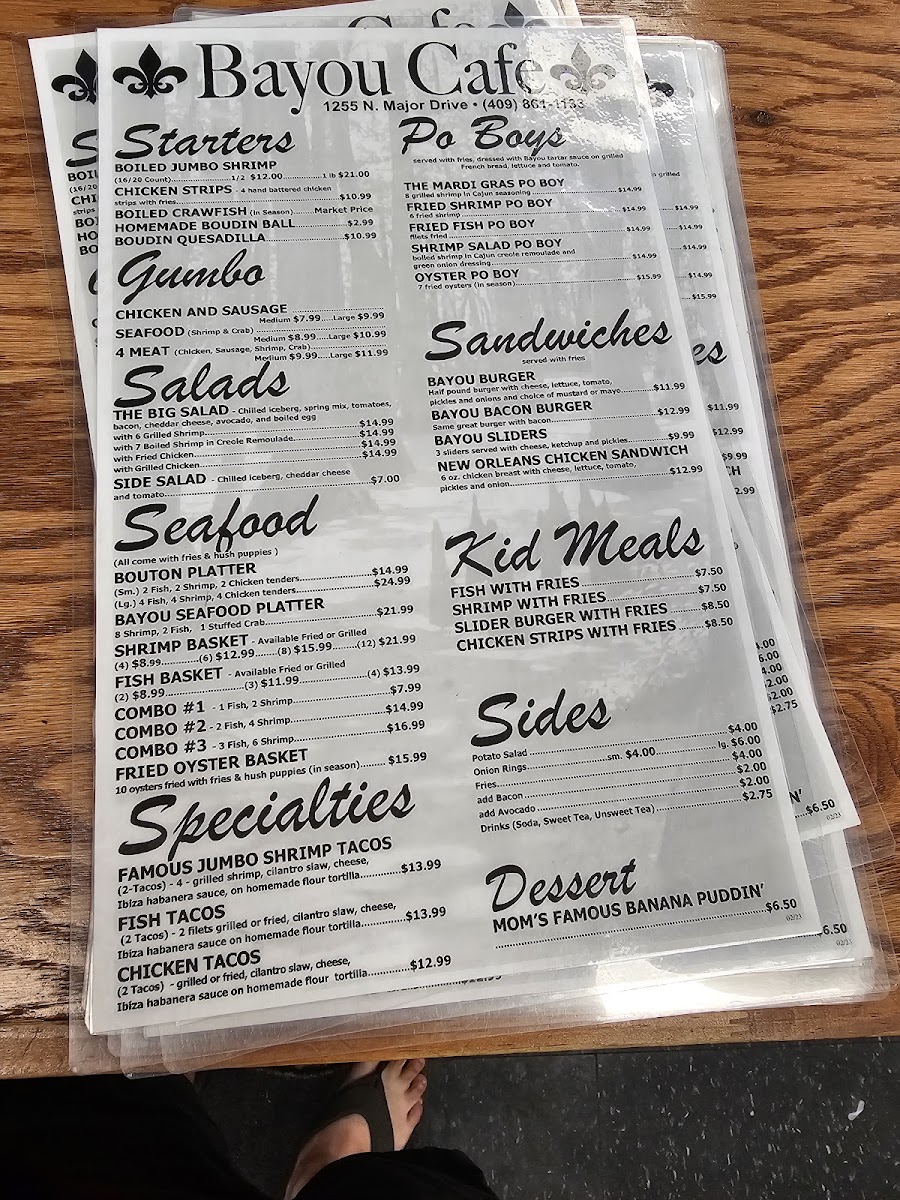 Bayou Cafe
1255 N. Major Drive • (409) 861-1133
Starters
BOILED JUMBO SHRIMP
(16/20 Count)......1/2 $12.00......1 lb $21.00
CHICKEN STRIPS - 4 hand battered chicken
strips with fries......$10.99
BOILED CRAWFISH (In Season)......Market Price
HOMEMADE BOUDIN BALL......$2.99
BOUDIN QUESADILLA......$10.99
Gumbo
CHICKEN AND SAUSAGE
Medium $7.99.....Large $9.99
SEAFOOD (Shrimp & Crab)
Medium $8.99.....Large $10.99
4 MEAT (Chicken, Sausage, Shrimp, Crab)
Medium $9.99.....Large $11.99
Salads
THE BIG SALAD - Chilled iceberg, spring mix, tomatoes,
bacon, cheddar cheese, avocado, and boiled egg
with 6 Grilled Shrimp......$14.99
with 7 Boiled Shrimp in Creole Remoulade......$14.99
with Fried Chicken......$14.99
with Grilled Chicken......$14.99
SIDE SALAD - Chilled iceberg, cheddar cheese
and tomato......$7.00
Seafood
(All come with fries & hush puppies )
BOUTON PLATTER
(Sm.) 2 Fish, 2 Shrimp, 2 Chicken tenders......$14.99
(Lg.) 4 Fish, 4 Shrimp, 4 Chicken tenders......$24.99
BAYOU SEAFOOD PLATTER
8 Shrimp, 2 Fish, 1 Stuffed Crab......$21.99
SHRIMP BASKET - Available Fried or Grilled
(4) $8.99......(6) $12.99......(8) $15.99......(12) $21.99
FISH BASKET - Available Fried or Grilled
(2) $8.99......(3) $11.99......(4) $13.99
COMBO #1 - 1 Fish, 2 Shrimp......$7.99
COMBO #2 - 2 Fish, 4 Shrimp......$14.99
COMBO #3 - 3 Fish, 6 Shrimp......$16.99
FRIED OYSTER BASKET
10 oysters fried with fries & hush puppies (in season)......$15.99
Specialties
FAMOUS JUMBO SHRIMP TACOS
(2-Tacos) - 4 - grilled shrimp, cilantro slaw, cheese,
Ibiza habanera sauce, on homemade flour tortilla......$13.99
FISH TACOS
(2 Tacos) - 2 filets grilled or fried, cilantro slaw, cheese,
Ibiza habanera sauce on homemade flour tortilla......$13.99
CHICKEN TACOS
(2 Tacos) - grilled or fried, cilantro slaw, cheese,
Ibiza habanera sauce on homemade flour tortilla......$12.99
Po Boys
served with fries, dressed with Bayou tartar sauce on grilled
French bread, lettuce and tomato.
THE MARDI GRAS PO BOY
8 grilled shrimp in Cajun seasoning......$14.99
FRIED SHRIMP PO BOY
6 fried shrimp......$14.99
FRIED FISH PO BOY
filets fried......$14.99
SHRIMP SALAD PO BOY
boiled shrimp in Cajun creole remoulade and
green onion dressing......$14.99
OYSTER PO BOY
7 fried oysters (in season)......$15.99
Sandwiches
served with fries
BAYOU BURGER
Half pound burger with cheese, lettuce, tomato,
pickles and onions and choice of mustard or mayo......$11.99
BAYOU BACON BURGER
Same great burger with bacon......$12.99
BAYOU SLIDERS
3 sliders served with cheese, ketchup and pickles......$9.99
NEW ORLEANS CHICKEN SANDWICH
6 oz. chicken breast with cheese, lettuce, tomato,
pickles and onion......$12.99
Kid Meals
FISH WITH FRIES......$7.50
SHRIMP WITH FRIES......$7.50
SLIDER BURGER WITH FRIES......$8.50
CHICKEN STRIPS WITH FRIES......$8.50
Sides
Potato Salad......$4.00
Onion Rings......sm. $4.00......lg. $6.00
Fries......$4.00
add Bacon......$2.00
add Avocado......$2.00
Drinks (Soda, Sweet Tea, Unsweet Tea)......$2.75
Dessert
MOM'S FAMOUS BANANA PUDDIN'
......$6.50
02/23